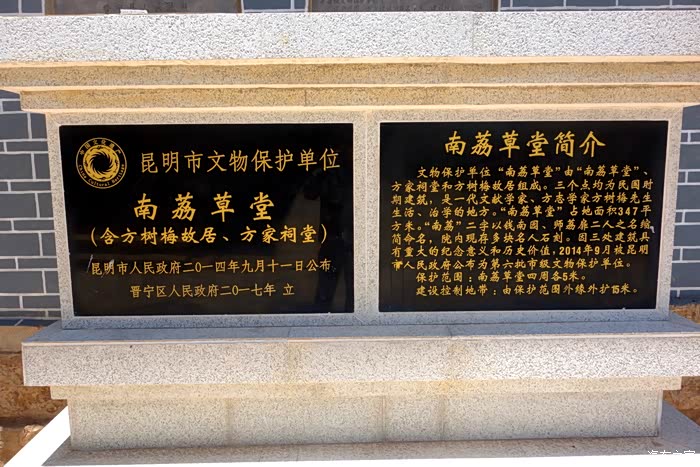 昆明市文物保护单位
南荔草堂
（含方树梅故居、方家祠堂）
昆明市人民政府二〇一四年九月十一日公布
晋宁区人民政府二〇一七年 立
南荔草堂简介
文物保护单位“南荔草堂”由“南荔草堂”、
方家祠堂和方树梅故居组成。三个点均为民国时
期建筑，是一代文献学家、方志学家方树梅先生
生活、治学的地方。“南荔草堂”占地面积347平
方米。“南荔”二字以钱南园、师荔扉二人之名缩
简命名，院内现存多块名人石刻。因三处建筑具
有重大的纪念意义和历史价值，2014年9月被昆明
市人民政府公布为第六批市级文物保护单位。
保护范围：南荔草堂四周各5米。
建设控制地带：由保护范围外缘外护15米。